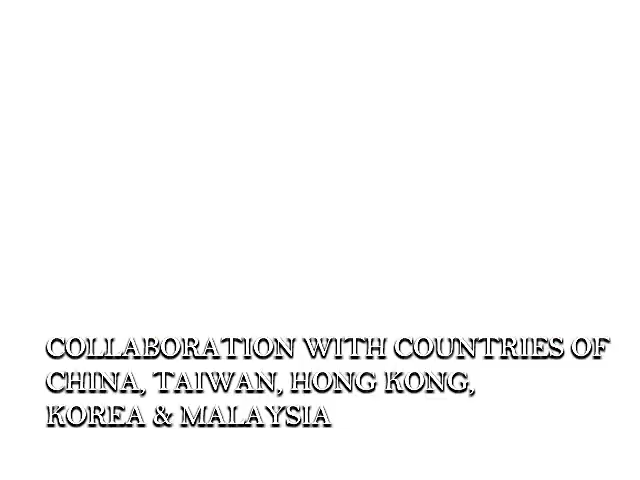 COLLABORATION WITH COUNTRIES OF
CHINA, TAIWAN, HONG KONG,
KOREA & MALAYSIA